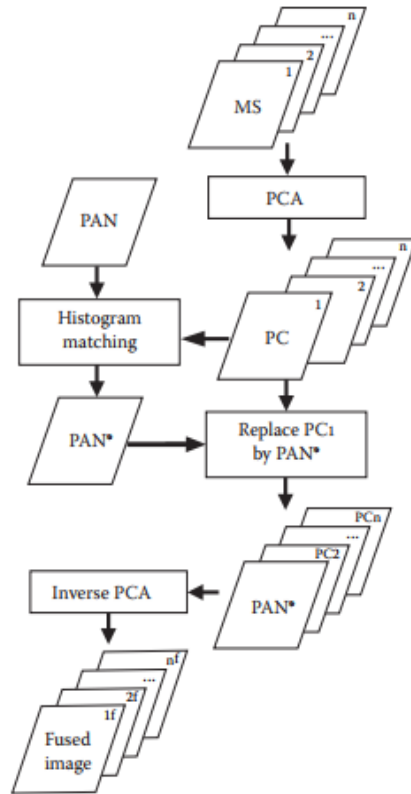 n
...
2
1
MS
PCA
PAN
n
...
2
1
PC
Histogram
matching
PAN*
Replace PC1
by PAN*
PCn
...
PC2
PAN*
Inverse PCA
nf
...
2f
1f
Fused
image